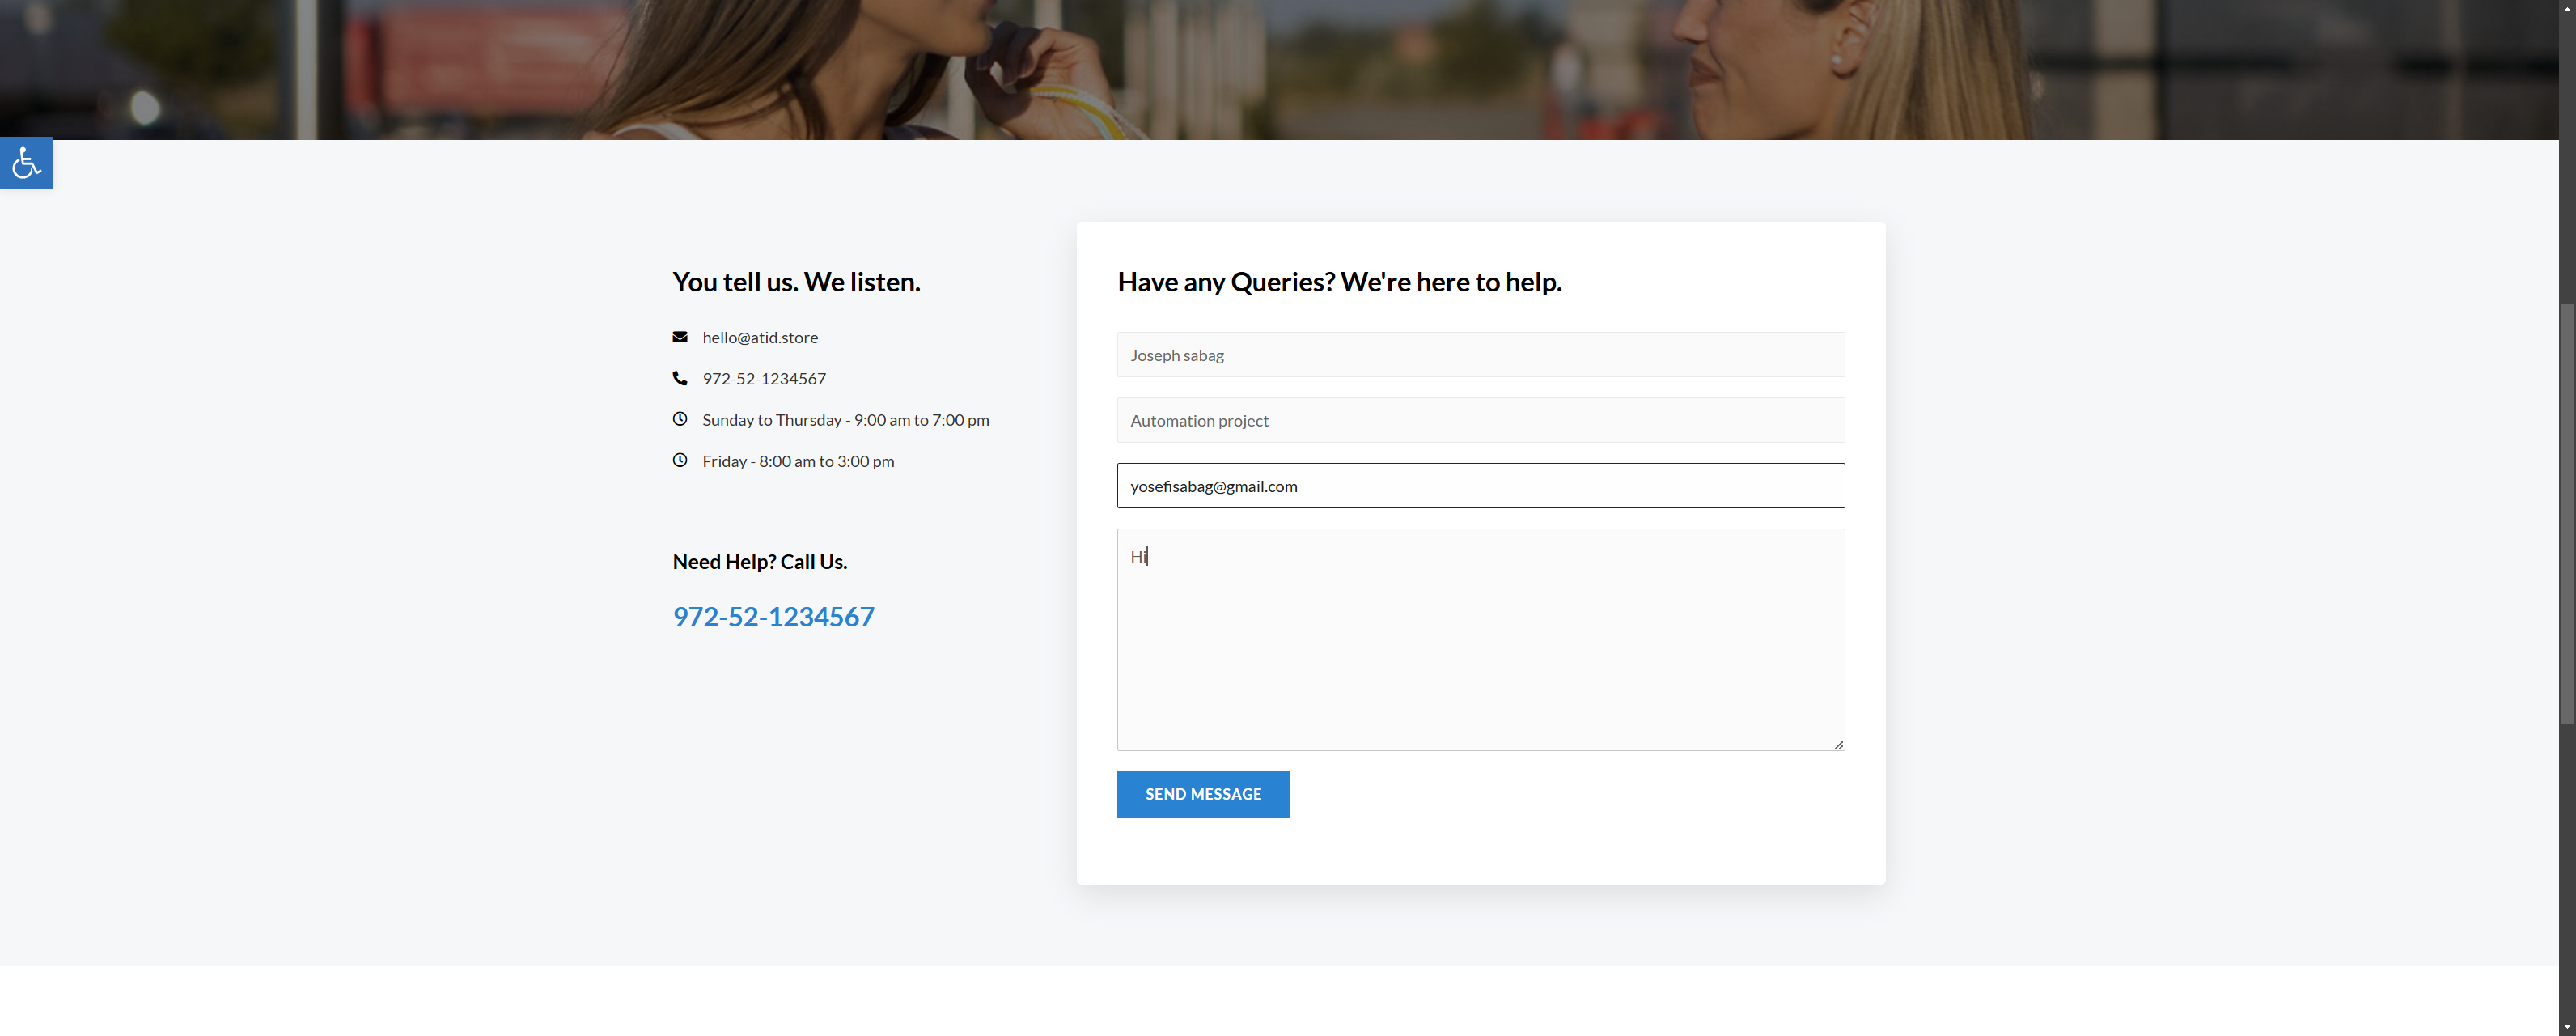 You tell us. We listen.
hello@atid.store
972-52-1234567
Sunday to Thursday - 9:00 am to 7:00 pm
Friday - 8:00 am to 3:00 pm
Need Help? Call Us.
972-52-1234567
Have any Queries? We're here to help.
Joseph sabag
Automation project
yosefisabag@gmail.com
Hi
SEND MESSAGE